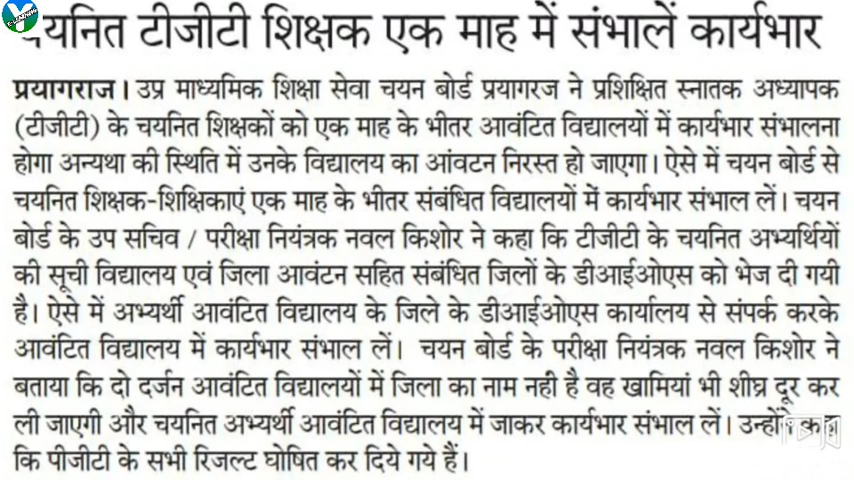 चयनित टीजीटी शिक्षक एक माह में संभालें कार्यभार
प्रयागराज। उप्र माध्यमिक शिक्षा सेवा चयन बोर्ड प्रयागरज ने प्रशिक्षित स्नातक अध्यापक
(टीजीटी) के चयनित शिक्षकों को एक माह के भीतर आवंटित विद्यालयों में कार्यभार संभालना
होगा अन्यथा की स्थिति में उनके विद्यालय का आंवटन निरस्त हो जाएगा। ऐसे में चयन बोर्ड से
चयनित शिक्षक-शिक्षिकाएं एक माह के भीतर संबंधित विद्यालयों में कार्यभार संभाल लें। चयन
बोर्ड के उप सचिव / परीक्षा नियंत्रक नवल किशोर ने कहा कि टीजीटी के चयनित अभ्यर्थियों
की सूची विद्यालय एवं जिला आवंटन सहित संबंधित जिलों के डीआईओएस को भेज दी गयी
है। ऐसे में अभ्यर्थी आवंटित विद्यालय के जिले के डीआईओएस कार्यालय से संपर्क करके
आवंटित विद्यालय में कार्यभार संभाल लें। चयन बोर्ड के परीक्षा नियंत्रक नवल किशोर ने
बताया कि दो दर्जन आवंटित विद्यालयों में जिला का नाम नही है वह खामियां भी शीघ्र दूर कर
ली जाएगी और चयनित अभ्यर्थी आवंटित विद्यालय में जाकर कार्यभार संभाल लें। उन्होंने कहा
कि पीजीटी के सभी रिजल्ट घोषित कर दिये गये हैं।
E-LEARNING